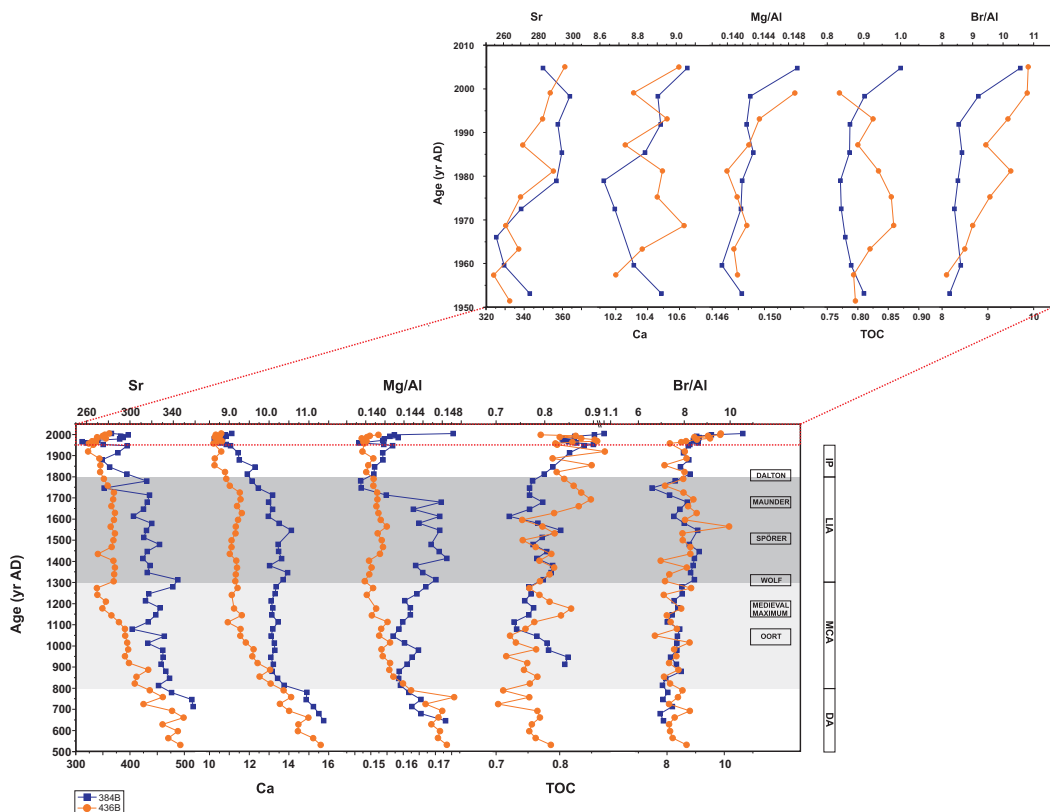 Sr Mg/Al Br/Al
260 280 300 8.6 8.8 9.0 0.140 0.144 0.148 0.8 0.9 1.0 8 9 10 11
2010
2000
1990
1980
1970
1960
1950
Age (yr AD)
320 340 360 10.2 10.4 10.6 0.146 0.150 0.75 0.80 0.85 0.90 8 9 10
Ca TOC
Sr Mg/Al Br/Al
260 300 340 9.0 10.0 11.0 0.140 0.144 0.148 0.7 0.8 0.9 1.1 6 8 10
2000
1900
1800
1700
1600
1500
1400
1300
1200
1100
1000
900
800
700
600
500
Age (yr AD)
DALTON
MAUNDER
SPÖRER
WOLF
MEDIEVAL
MAXIMUM
OORT
IP
LIA
MCA
DA
300 400 500 10 12 14 16 0.15 0.16 0.17 0.7 0.8 8 10
Ca TOC
384B
436B